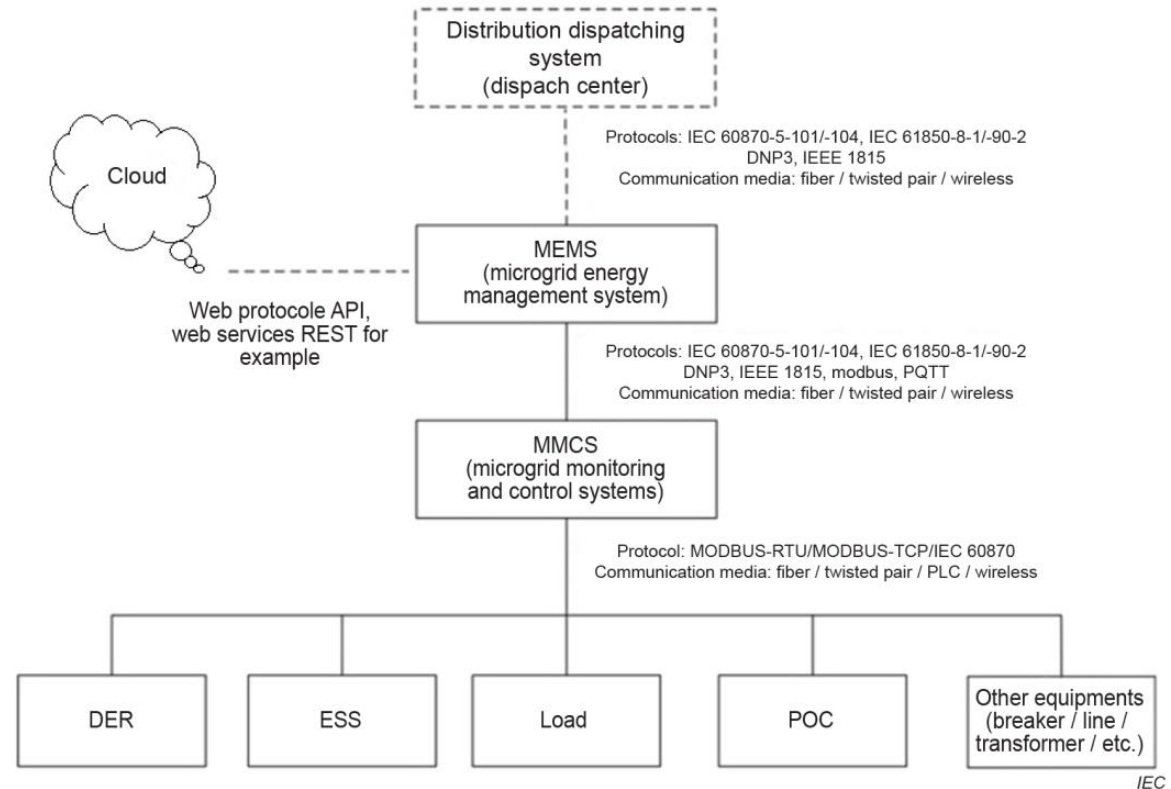 Distribution dispatching
system
(dispach center)
Protocols: IEC 60870-5-101/-104, IEC 61850-8-1/-90-2
DNP3, IEEE 1815
Communication media: fiber / twisted pair / wireless
Cloud
MEMS
(microgrid energy
management system)
Web protocole API,
web services REST for
example
Protocols: IEC 60870-5-101/-104, IEC 61850-8-1/-90-2
DNP3, IEEE 1815, modbus, PQTT
Communication media: fiber / twisted pair / wireless
MMCS
(microgrid monitoring
and control systems)
Protocol: MODBUS-RTU/MODBUS-TCP/IEC 60870
Communication media: fiber / twisted pair / PLC / wireless
DER
ESS
Load
POC
Other equipments
(breaker / line /
transformer / etc.)
IEC